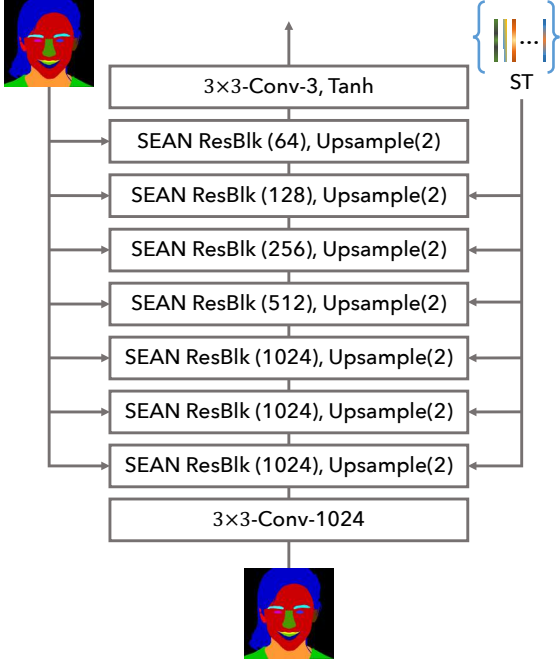 3×3-Conv-3, Tanh
ST
SEAN ResBlk (64), Upsample(2)
SEAN ResBlk (128), Upsample(2)
SEAN ResBlk (256), Upsample(2)
SEAN ResBlk (512), Upsample(2)
SEAN ResBlk (1024), Upsample(2)
SEAN ResBlk (1024), Upsample(2)
SEAN ResBlk (1024), Upsample(2)
3×3-Conv-1024